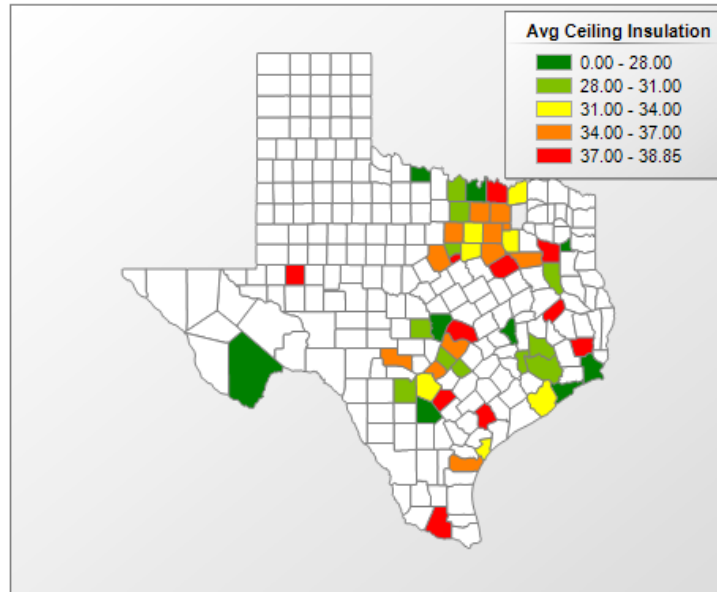 Avg Ceiling Insulation
0.00 - 28.00
28.00 - 31.00
31.00 - 34.00
34.00 - 37.00
37.00 - 38.85